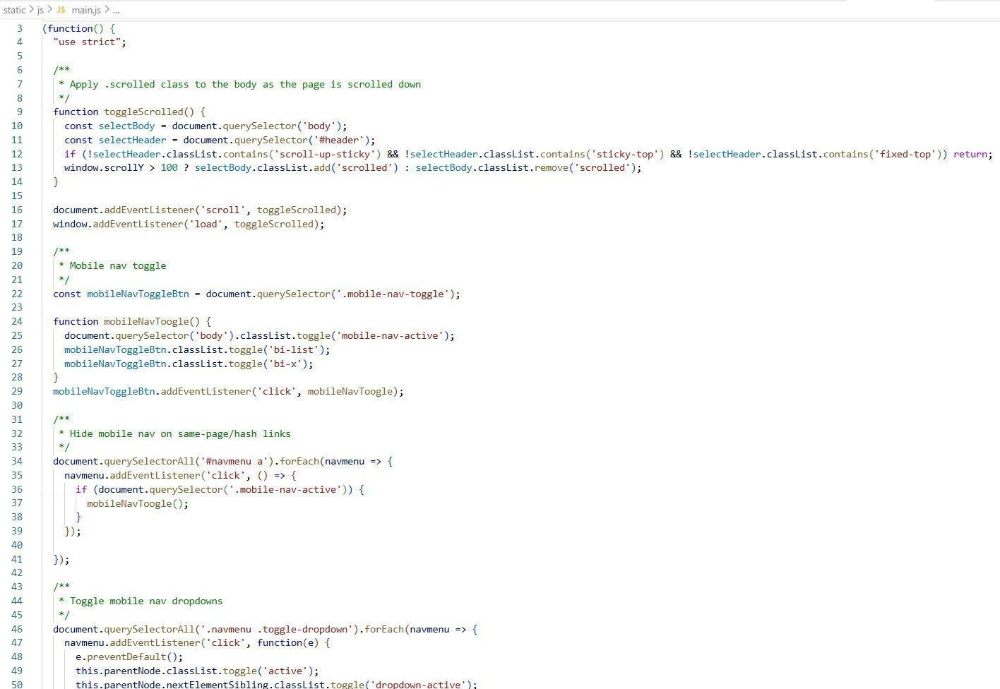 static > js > JS main.js > ...
3 (function() {
4 "use strict";
5
6 /**
7 * Apply .scrolled class to the body as the page is scrolled down
8 */
9 function toggleScrolled() {
10 const selectBody = document.querySelector('body');
11 const selectHeader = document.querySelector('#header');
12 if (!selectHeader.classList.contains('scroll-up-sticky') && !selectHeader.classList.contains('sticky-top') && !selectHeader.classList.contains('fixed-top')) return;
13 window.scrollY > 100 ? selectBody.classList.add('scrolled') : selectBody.classList.remove('scrolled');
14 }
15
16 document.addEventListener('scroll', toggleScrolled);
17 window.addEventListener('load', toggleScrolled);
18
19 /**
20 * Mobile nav toggle
21 */
22 const mobileNavToggleBtn = document.querySelector('.mobile-nav-toggle');
23
24 function mobileNavToogle() {
25 document.querySelector('body').classList.toggle('mobile-nav-active');
26 mobileNavToggleBtn.classList.toggle('bi-list');
27 mobileNavToggleBtn.classList.toggle('bi-x');
28 }
29 mobileNavToggleBtn.addEventListener('click', mobileNavToogle);
30
31 /**
32 * Hide mobile nav on same-page/hash links
33 */
34 document.querySelectorAll('#navmenu a').forEach(navmenu => {
35 navmenu.addEventListener('click', () => {
36 if (document.querySelector('.mobile-nav-active')) {
37 mobileNavToogle();
38 }
39 });
40
41 });
42
43 /**
44 * Toggle mobile nav dropdowns
45 */
46 document.querySelectorAll('.navmenu .toggle-dropdown').forEach(navmenu => {
47 navmenu.addEventListener('click', function(e) {
48 e.preventDefault();
49 this.parentNode.classList.toggle('active');
50 this.parentNode.nextElementSibling.classList.toggle('dropdown-active');